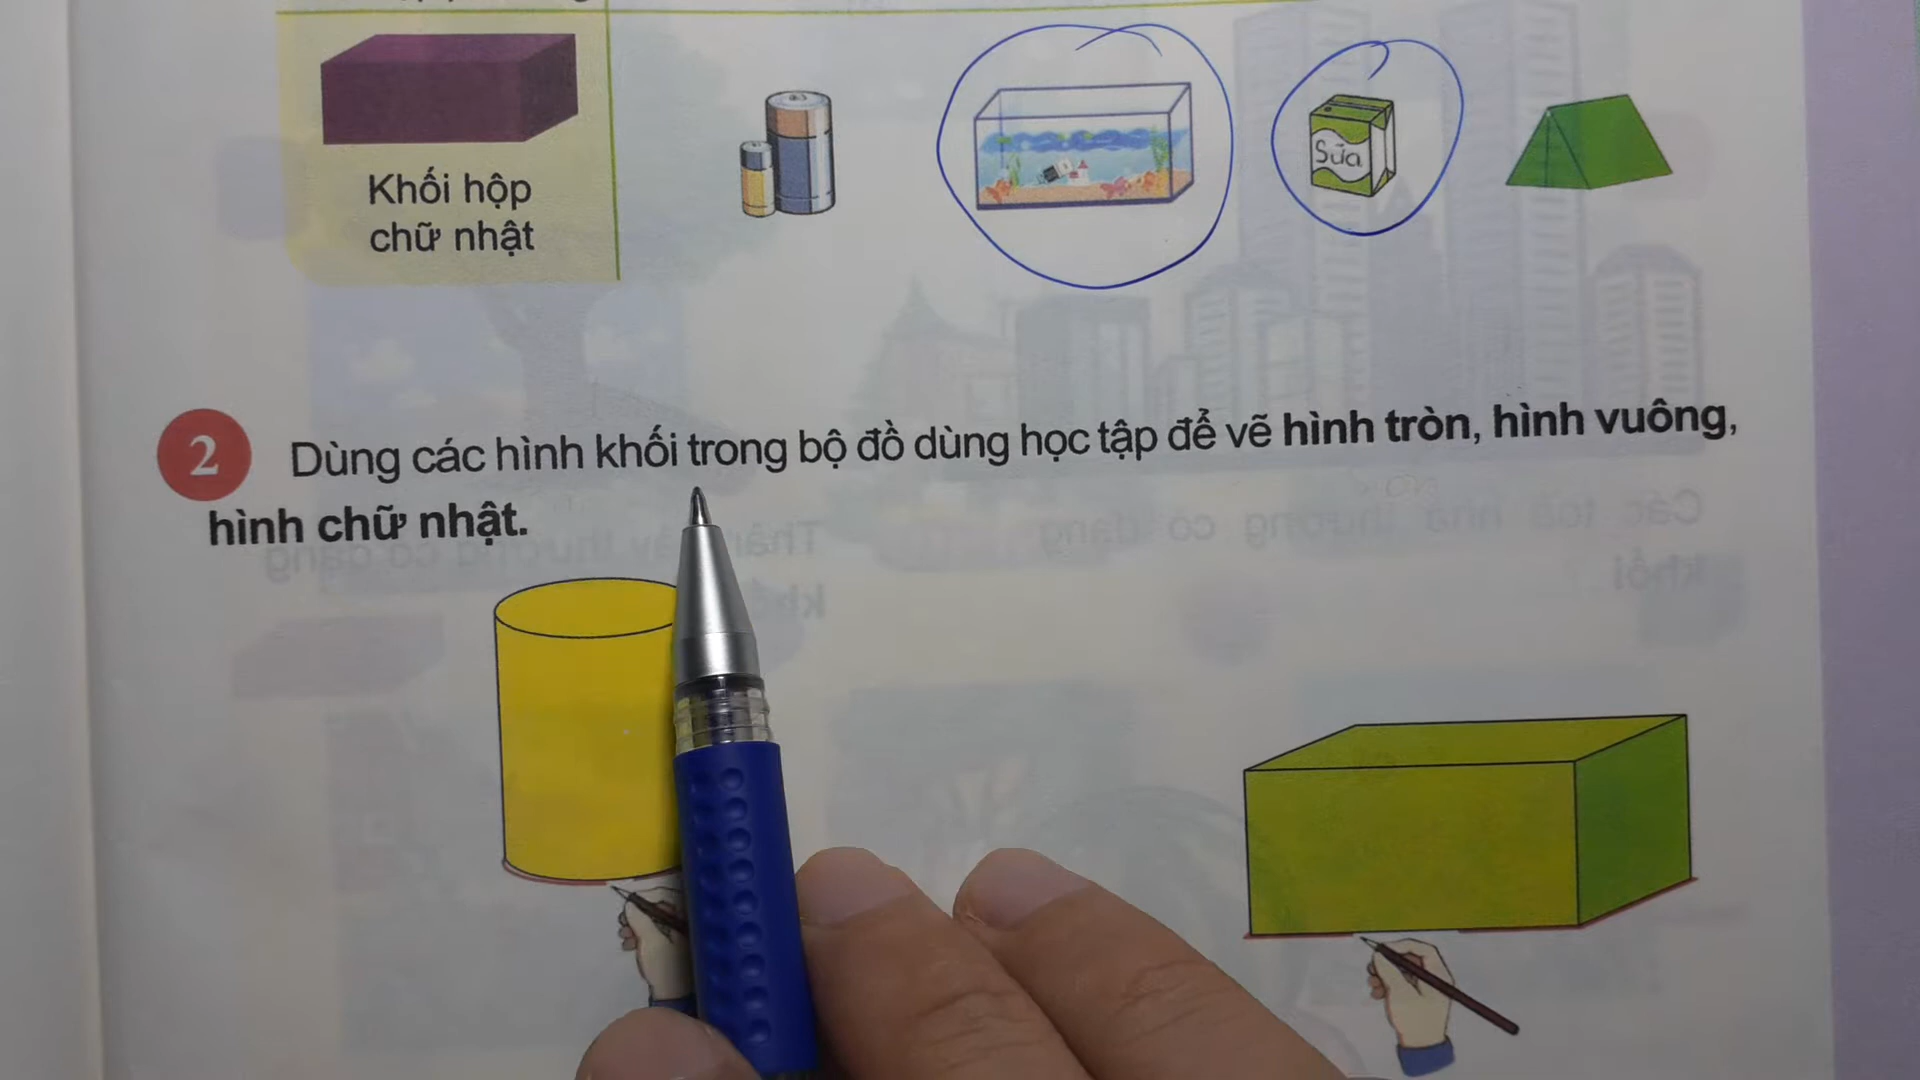 Khối hộp
chữ nhật
Sữa
2 Dùng các hình khối trong bộ đồ dùng học tập để vẽ hình tròn, hình vuông,
hình chữ nhật.